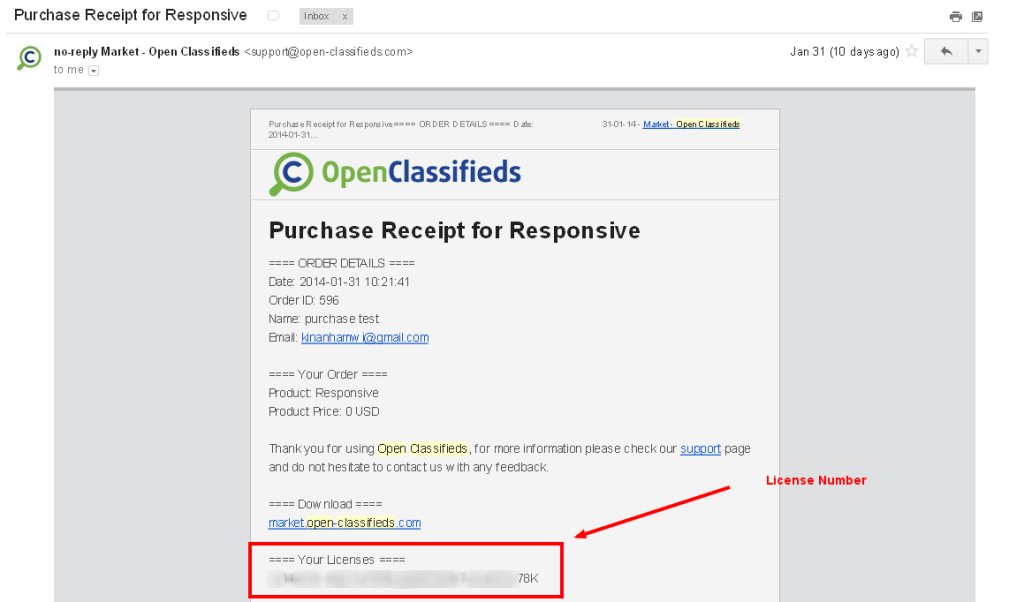 Purchase Receipt for Responsive Inbox x
no-reply Market - Open Classifieds <support@open-classifieds.com> Jan 31 (10 days ago)
to me
Purchase Receipt for Responsive==== ORDER DETAILS ==== Date: 31-01-14 - Market - Open Classifieds
2014-01-31...
OpenClassifieds
Purchase Receipt for Responsive
==== ORDER DETAILS ====
Date: 2014-01-31 10:21:41
Order ID: 596
Name: purchase test
Email: kinanhamwi@gmail.com
==== Your Order ====
Product: Responsive
Product Price: 0 USD
Thank you for using Open Classifieds, for more information please check our support page
and do not hesitate to contact us with any feedback.
License Number
==== Download ====
market.open-classifieds.com
==== Your Licenses ====
78K